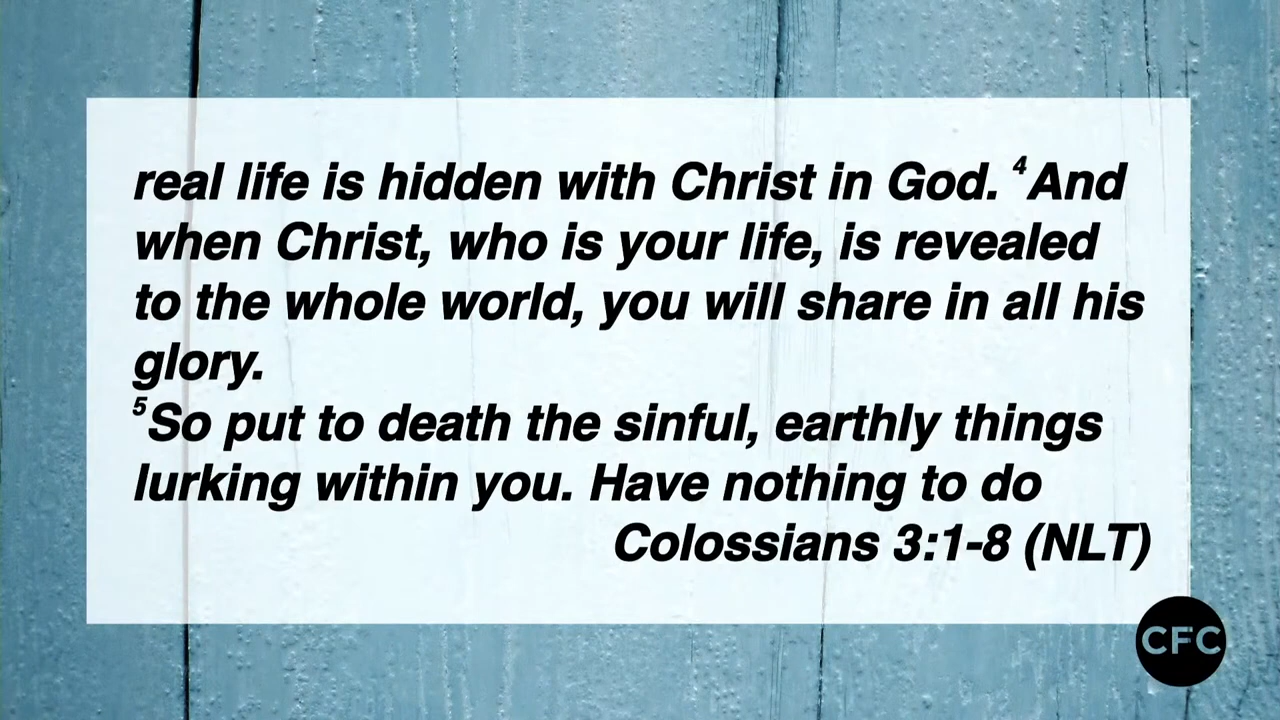 real life is hidden with Christ in God. ⁴And
when Christ, who is your life, is revealed
to the whole world, you will share in all his
glory.
⁵So put to death the sinful, earthly things
lurking within you. Have nothing to do
Colossians 3:1-8 (NLT)
CFC